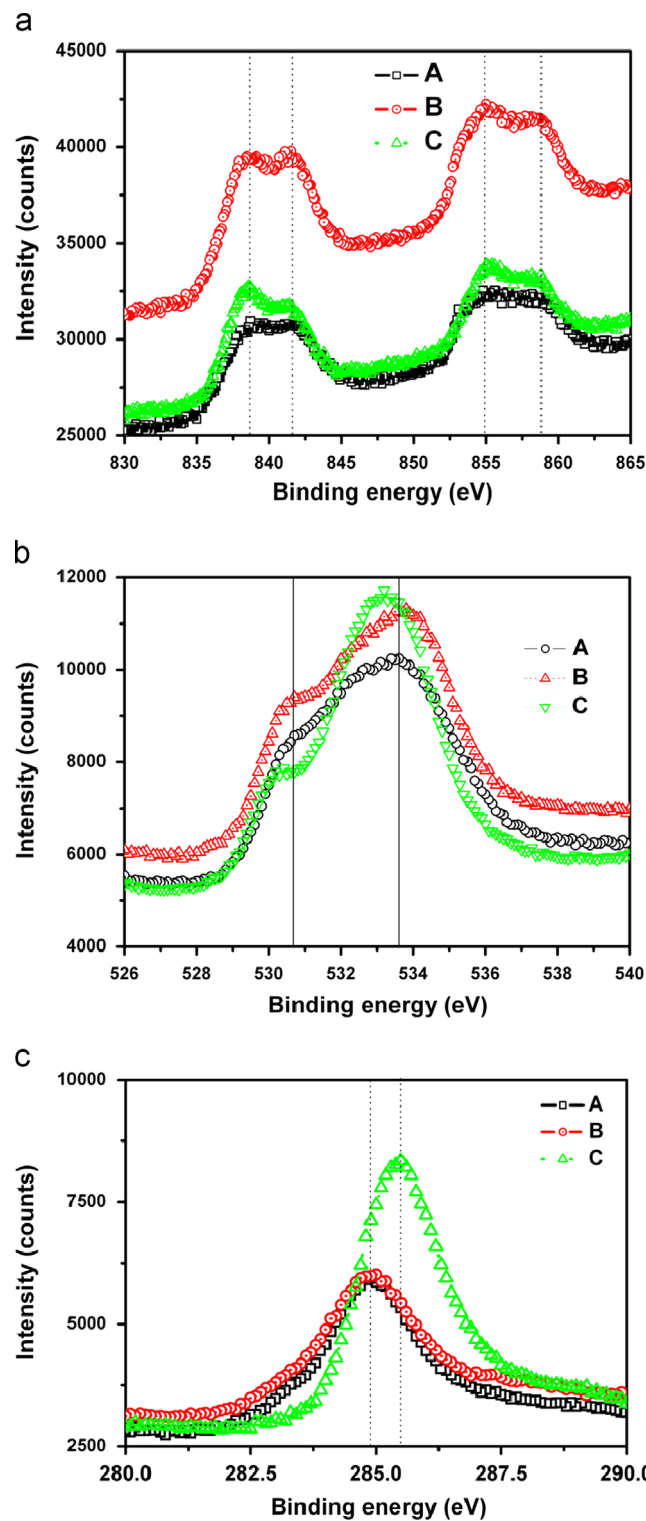 a
45000
40000
35000
30000
25000
Intensity (counts)
A
B
C
830 835 840 845 850 855 860 865
Binding energy (eV)
b
12000
10000
8000
6000
4000
Intensity (counts)
A
B
C
526 528 530 532 534 536 538 540
Binding energy (eV)
c
10000
7500
5000
2500
Intensity (counts)
A
B
C
280.0 282.5 285.0 287.5 290.0
Binding energy (eV)